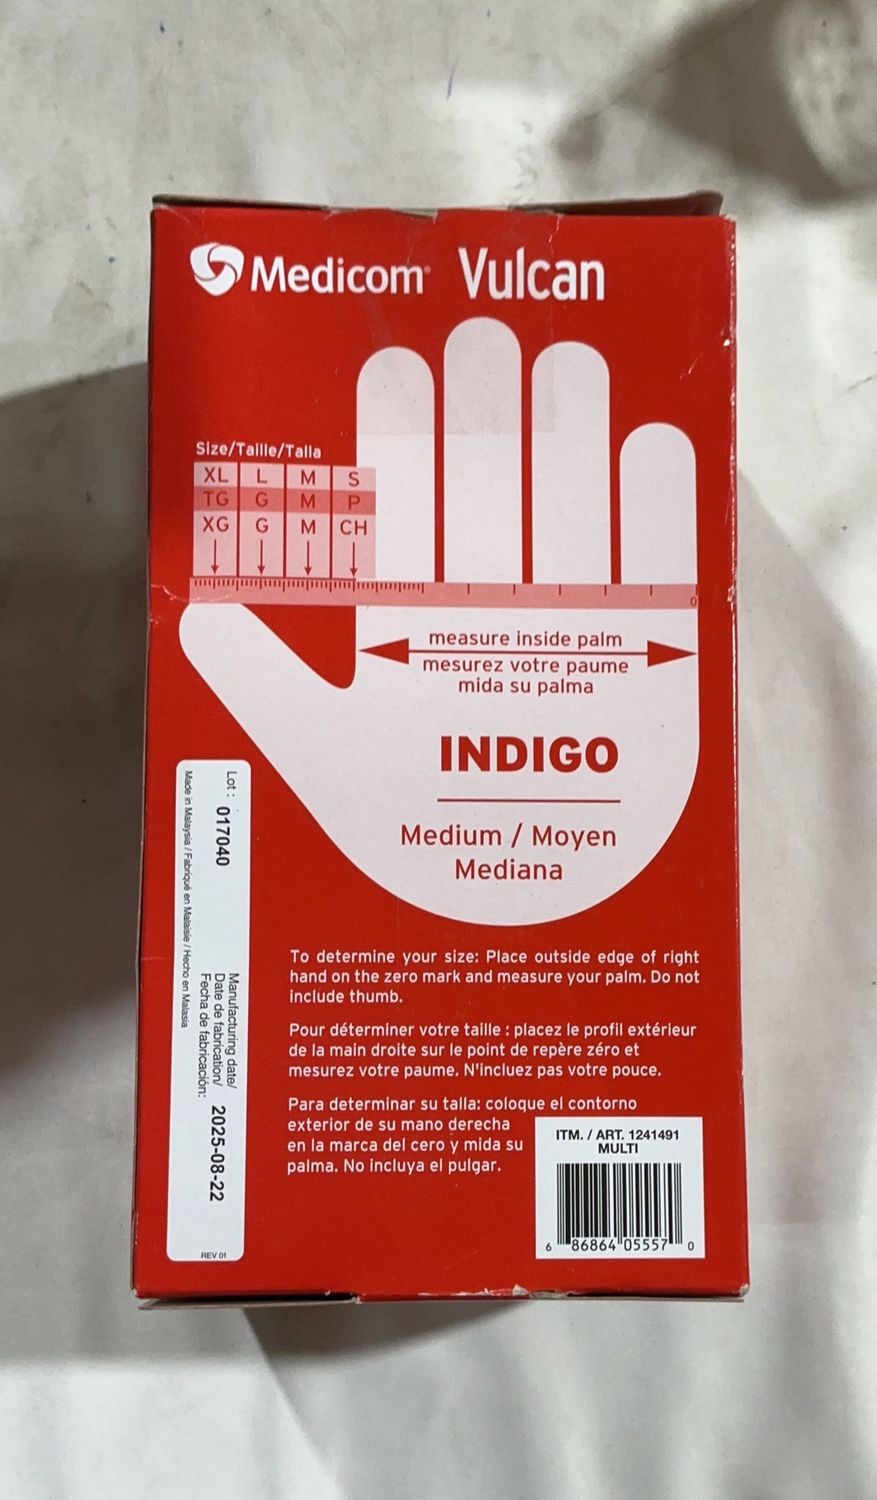 Medicom® Vulcan
Size/Taille/Talla
XL L M S
TG G M P
XG G M CH
0
measure inside palm
mesurez votre paume
mida su palma
INDIGO
Medium / Moyen
Mediana
To determine your size: Place outside edge of right
hand on the zero mark and measure your palm. Do not
include thumb.
Pour déterminer votre taille : placez le profil extérieur
de la main droite sur le point de repère zéro et
mesurez votre paume. N'incluez pas votre pouce.
Para determinar su talla: coloque el contorno
exterior de su mano derecha
en la marca del cero y mida su
palma. No incluya el pulgar.
ITM. / ART. 1241491
MULTI
6 86864 05557 0
Lot : 017040
Manufacturing date/
Date de fabrication/
Fecha de fabricación: 2025-08-22
Made in Malaysia / Fabriqué en Malaisie / Hecho en Malasia
REV 01